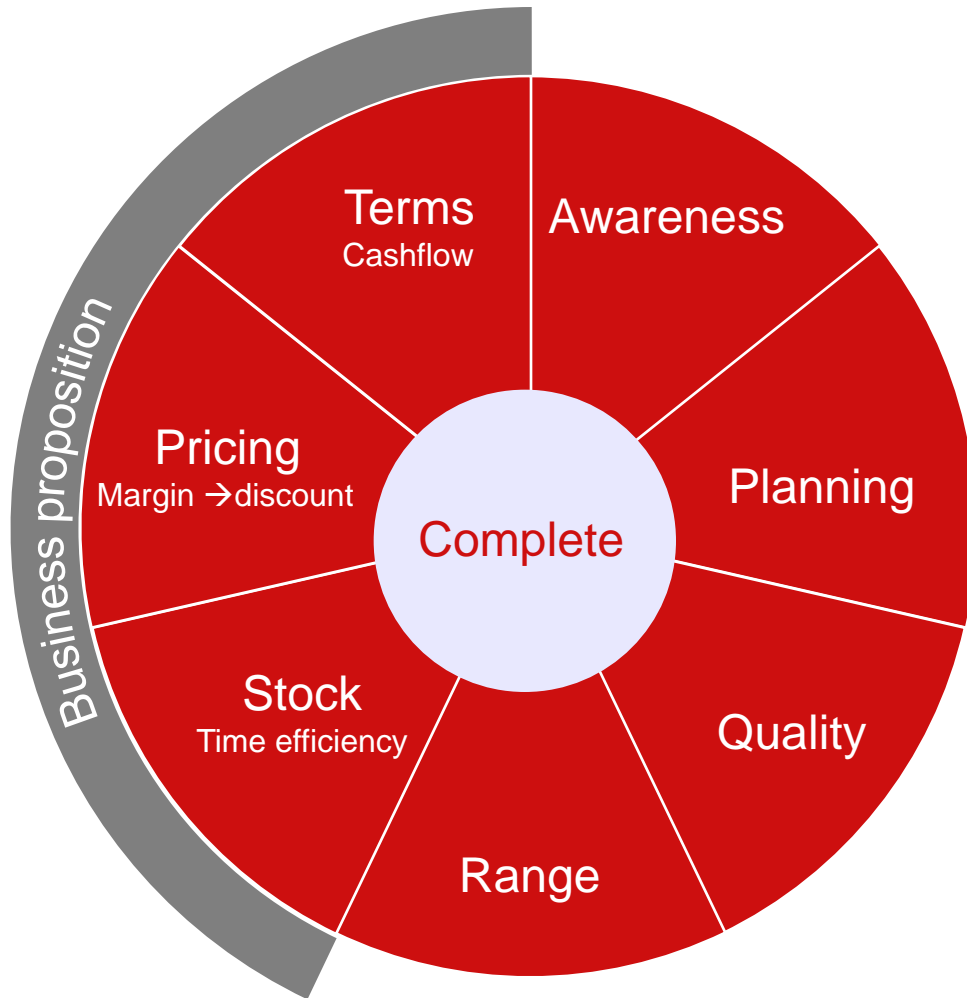 Terms
Cashflow
Awareness
Business proposition
Pricing
Margin →discount
Planning
Complete
Stock
Time efficiency
Quality
Range